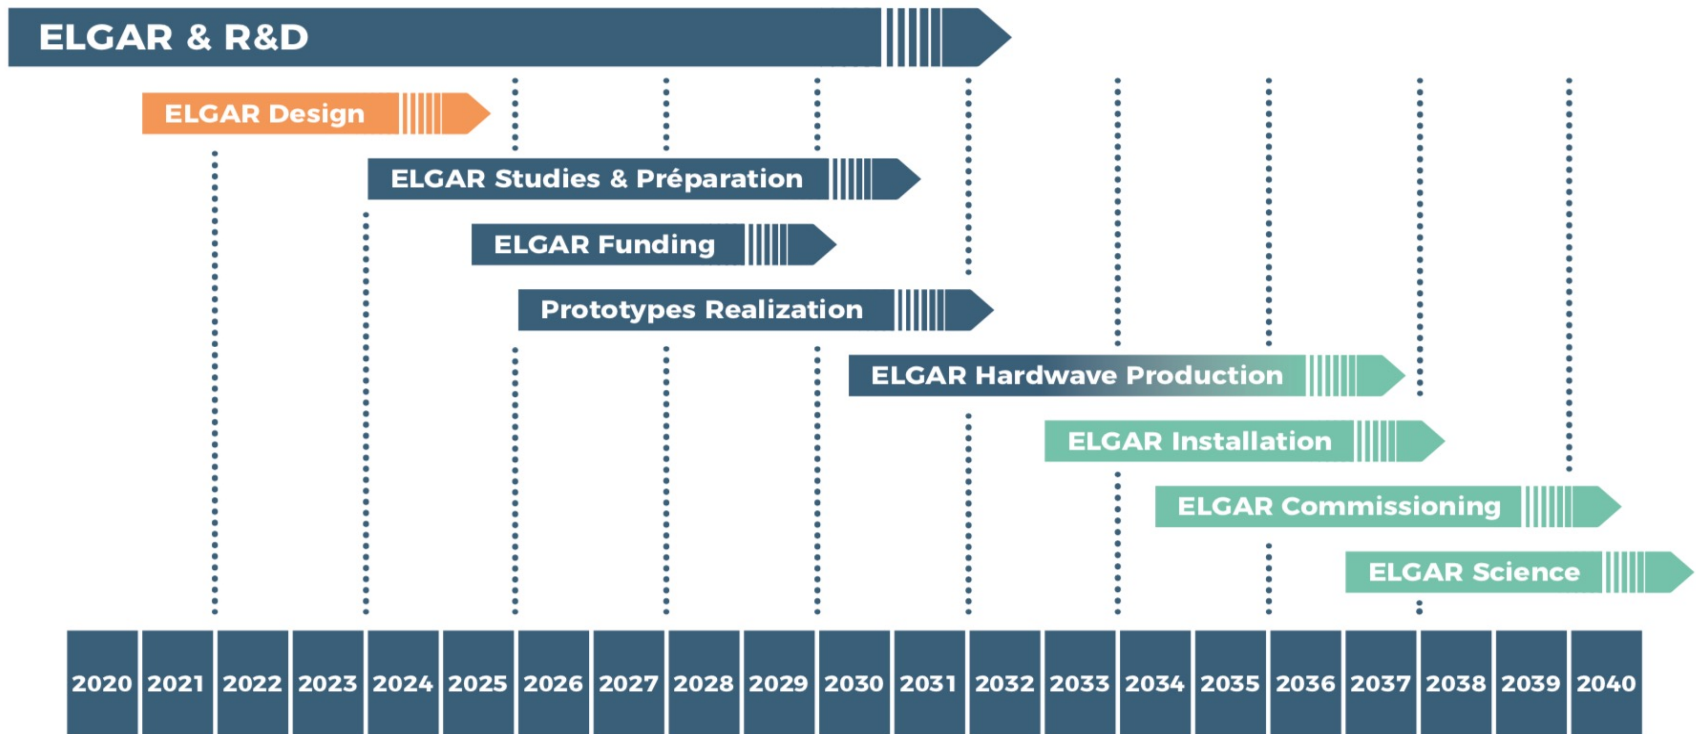 ELGAR & R&D
ELGAR Design
ELGAR Studies & Préparation
ELGAR Funding
Prototypes Realization
ELGAR Hardwave Production
ELGAR Installation
ELGAR Commissioning
ELGAR Science
2020 2021 2022 2023 2024 2025 2026 2027 2028 2029 2030 2031 2032 2033 2034 2035 2036 2037 2038 2039 2040